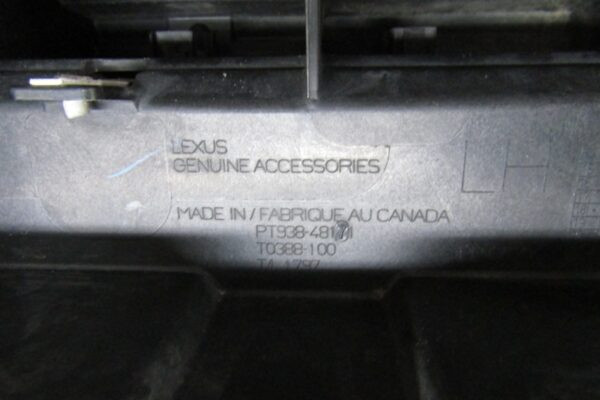 LEXUS
GENUINE ACCESSORIES
LH
MADE IN / FABRIQUE AU CANADA
T0388-100